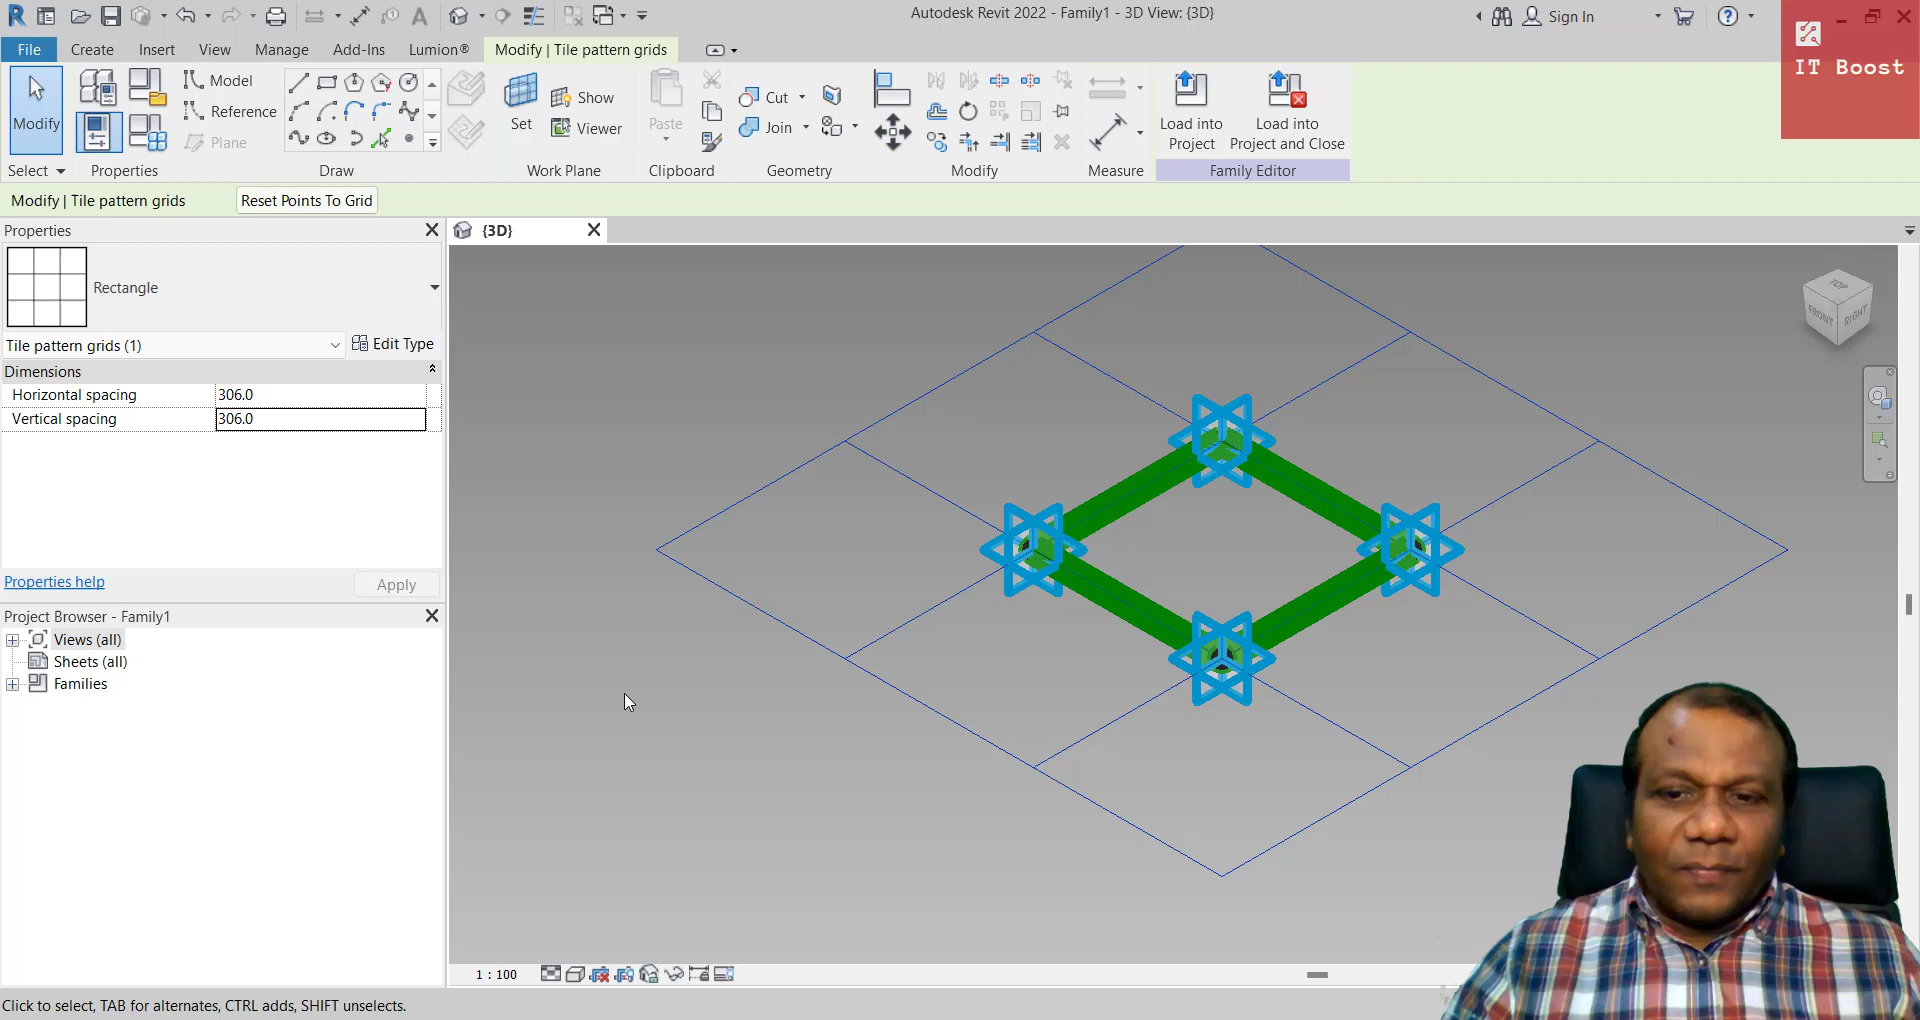 Autodesk Revit 2022 - Family1 - 3D View: {3D}
Sign In
IT Boost
File Create Insert View Manage Add-Ins Lumion® Modify | Tile pattern grids
Modify
Model
Reference
Plane
Set
Show
Viewer
Paste
Cut
Join
Load into
Project
Load into
Project and Close
Select Properties Draw Work Plane Clipboard Geometry Modify Measure Family Editor
Modify | Tile pattern grids Reset Points To Grid
Properties
{3D}
Rectangle
Tile pattern grids (1) Edit Type
Dimensions
Horizontal spacing 306.0
Vertical spacing 306.0
Properties help Apply
Project Browser - Family1
Views (all)
Sheets (all)
Families
TOP
FRONT
RIGHT
1 : 100
Click to select, TAB for alternates, CTRL adds, SHIFT unselects.